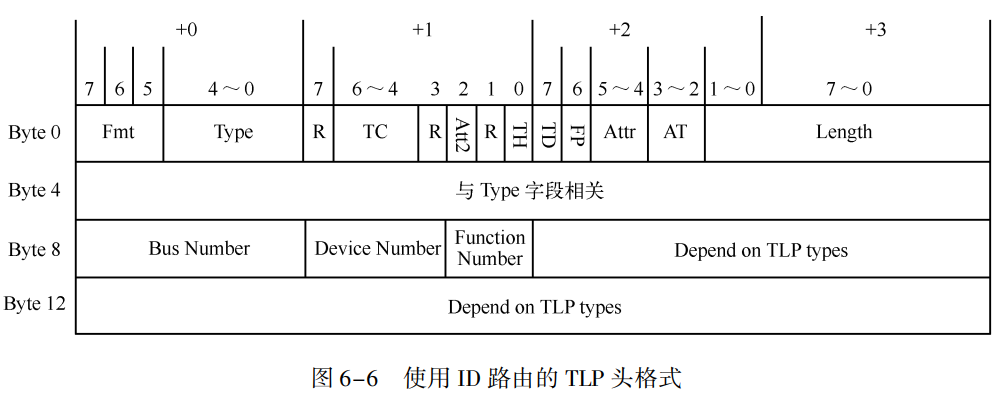 +0 +1 +2 +3
7 6 5 4～0 7 6～4 3 2 1 0 7 6 5～4 3～2 1～0 7～0
Byte 0 Fmt Type R TC R Att2 R TH TD FP Attr AT Length
Byte 4 与 Type 字段相关
Byte 8 Bus Number Device Number Function Number Depend on TLP types
Byte 12 Depend on TLP types
图 6-6 使用 ID 路由的 TLP 头格式